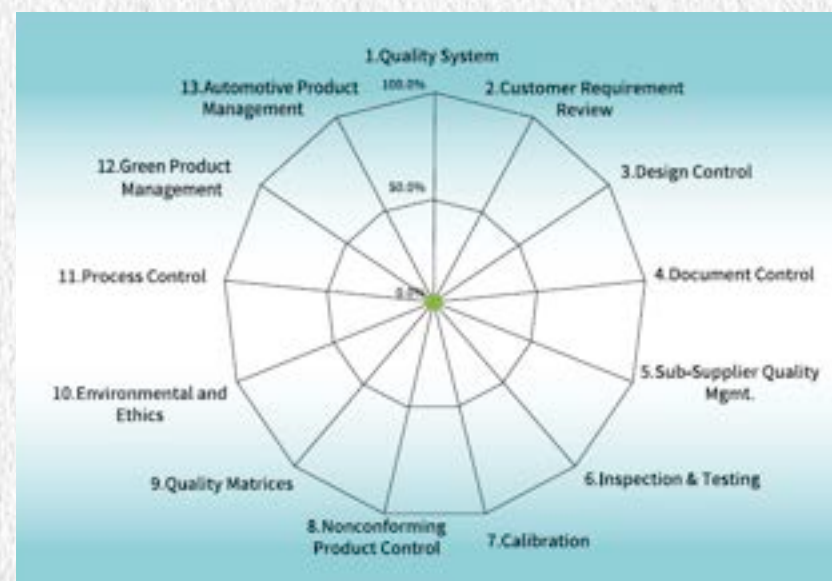 1.Quality System
100.0%
2.Customer Requirement
Review
3.Design Control
4.Document Control
5.Sub-Supplier Quality
Mgmt.
6.Inspection & Testing
7.Calibration
8.Nonconforming
Product Control
9.Quality Matrices
10.Environmental and
Ethics
11.Process Control
12.Green Product
Management
13.Automotive Product
Management
50.0%
0.0%